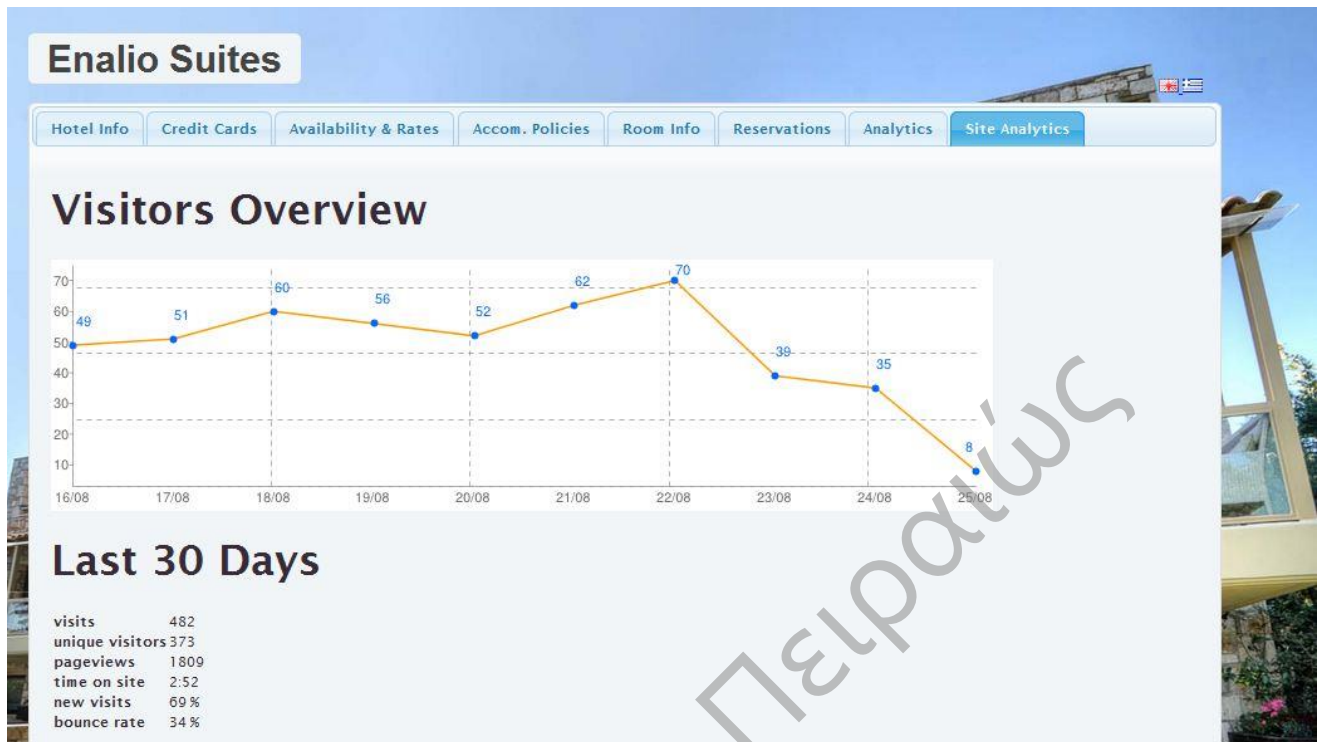 Enalio Suites
Hotel Info Credit Cards Availability & Rates Accom. Policies Room Info Reservations Analytics Site Analytics
Visitors Overview
70
60
50
40
30
20
10
49 51 60 56 52 62 70 39 35 8
16/08 17/08 18/08 19/08 20/08 21/08 22/08 23/08 24/08 25/08
Last 30 Days
visits 482
unique visitors 373
pageviews 1809
time on site 2:52
new visits 69 %
bounce rate 34 %
Πειραιώς